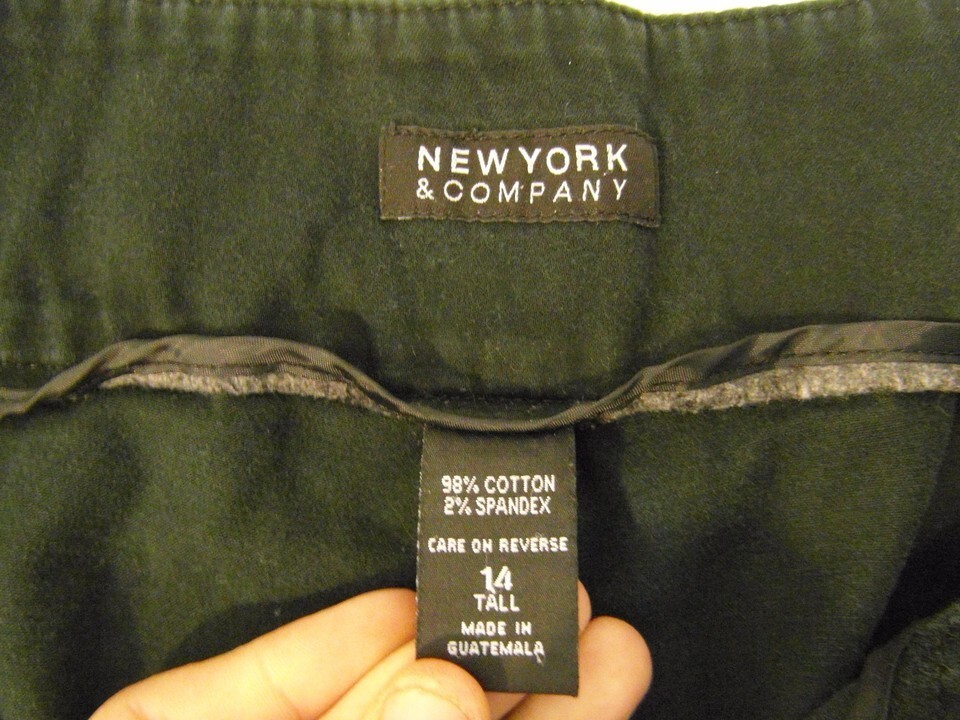 NEW YORK
& COMPANY
98% COTTON
2% SPANDEX
CARE ON REVERSE
14
TALL
MADE IN
GUATEMALA